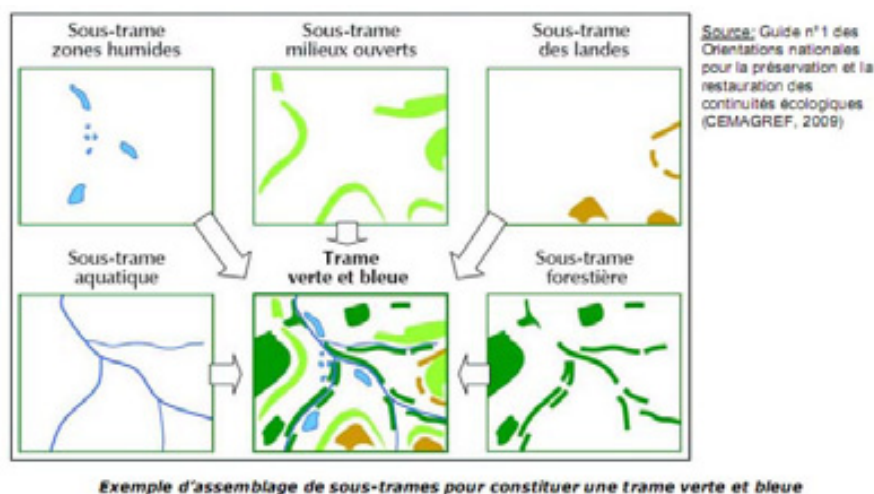 Sous-trame
zones humides
Sous-trame
milieux ouverts
Sous-trame
des landes
Source: Guide n°1 des
Orientations nationales
pour la préservation et la
restauration des
continuités écologiques
(CEMAGREF, 2009)
Sous-trame
aquatique
Trame
verte et bleue
Sous-trame
forestière
Exemple d'assemblage de sous-trames pour constituer une trame verte et bleue